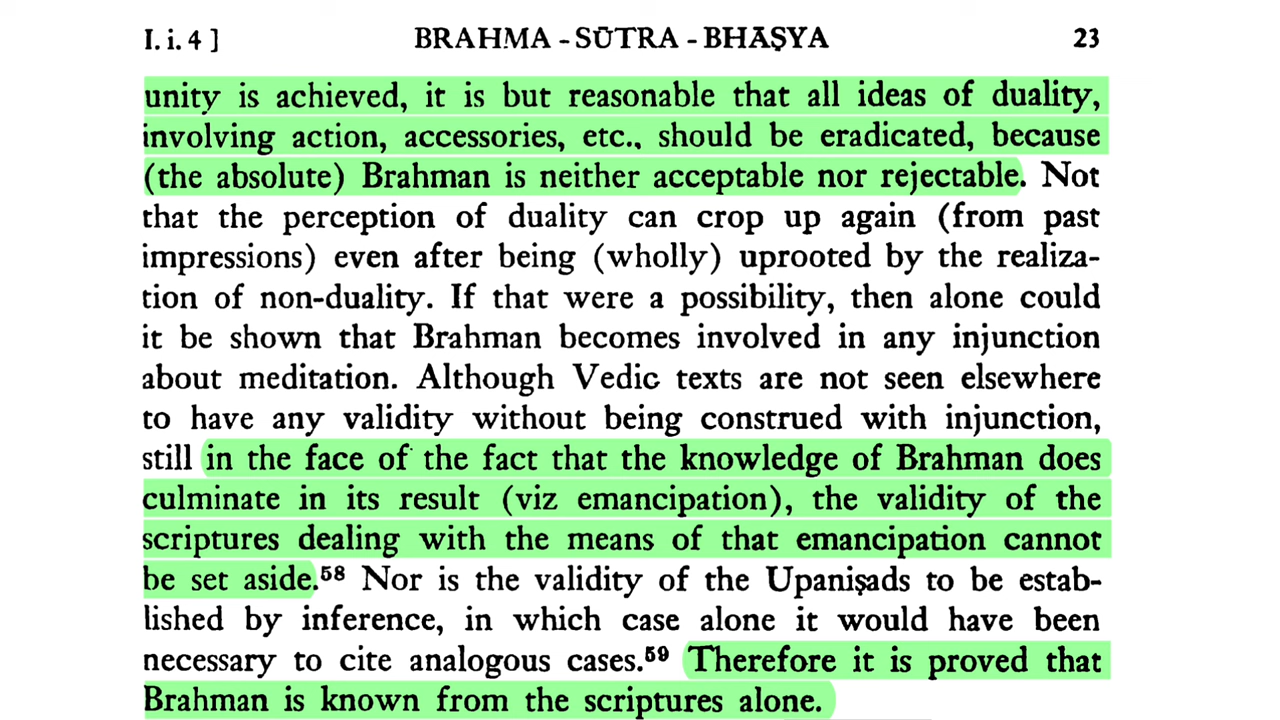 I. i. 4 ] BRAHMA - SŪTRA - BHĀṢYA 23
unity is achieved, it is but reasonable that all ideas of duality,
involving action, accessories, etc., should be eradicated, because
(the absolute) Brahman is neither acceptable nor rejectable. Not
that the perception of duality can crop up again (from past
impressions) even after being (wholly) uprooted by the realiza-
tion of non-duality. If that were a possibility, then alone could
it be shown that Brahman becomes involved in any injunction
about meditation. Although Vedic texts are not seen elsewhere
to have any validity without being construed with injunction,
still in the face of the fact that the knowledge of Brahman does
culminate in its result (viz emancipation), the validity of the
scriptures dealing with the means of that emancipation cannot
be set aside.⁵⁸ Nor is the validity of the Upaniṣads to be estab-
lished by inference, in which case alone it would have been
necessary to cite analogous cases.⁵⁹ Therefore it is proved that
Brahman is known from the scriptures alone.